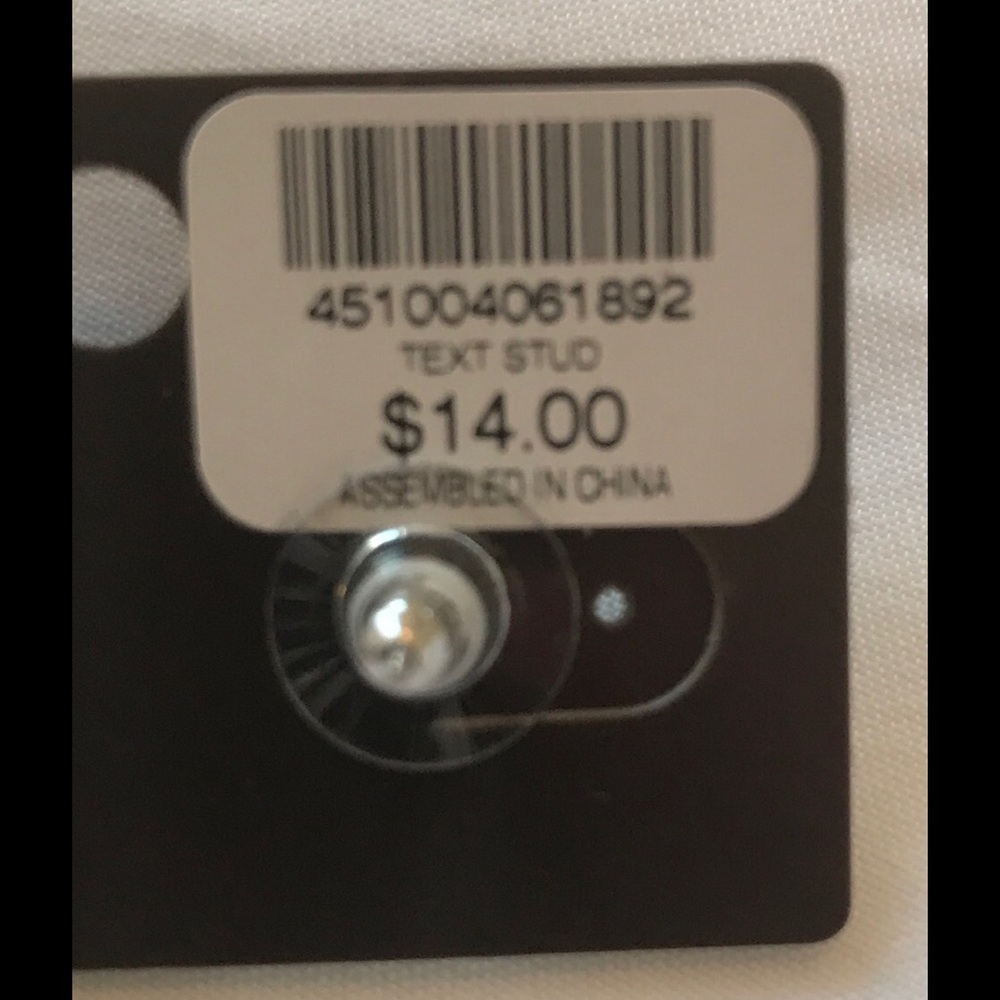 451004061892
TEXT STUD
$14.00
ASSEMBLED IN CHINA